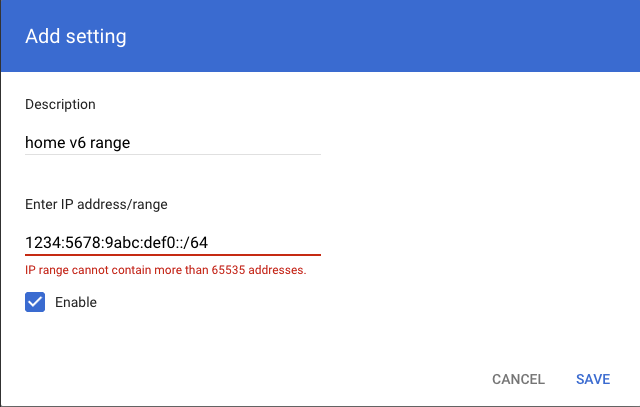 Add setting
Description
home v6 range
Enter IP address/range
1234:5678:9abc:def0::/64
IP range cannot contain more than 65535 addresses.
Enable
CANCEL SAVE